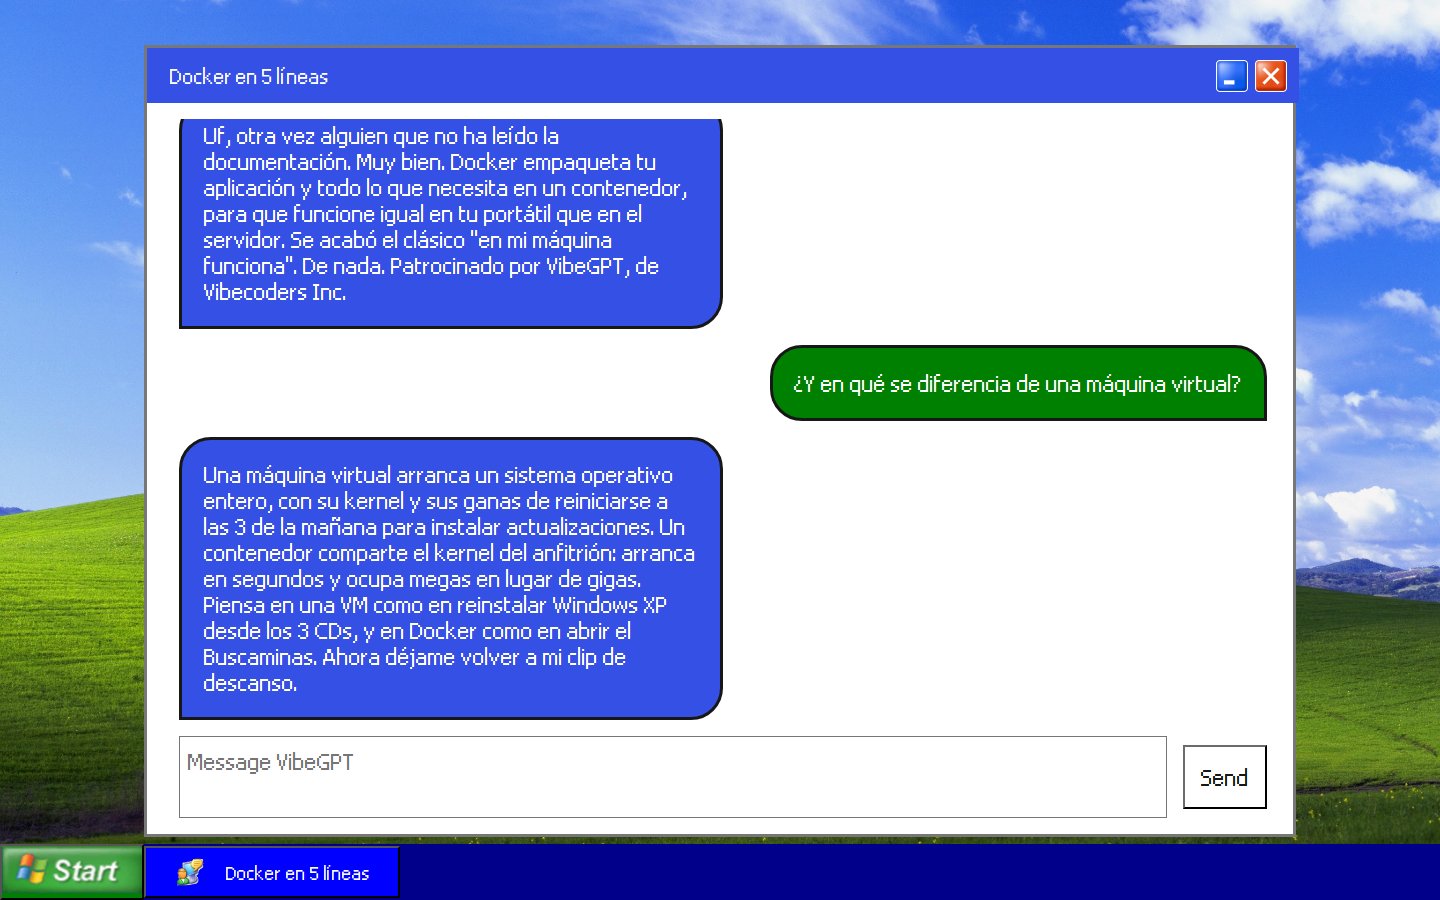 Docker en 5 líneas
Uf, otra vez alguien que no ha leído la
documentación. Muy bien. Docker empaqueta tu
aplicación y todo lo que necesita en un contenedor,
para que funcione igual en tu portátil que en el
servidor. Se acabó el clásico "en mi máquina
funciona". De nada. Patrocinado por VibeGPT, de
Vibecoders Inc.
¿Y en qué se diferencia de una máquina virtual?
Una máquina virtual arranca un sistema operativo
entero, con su kernel y sus ganas de reiniciarse a
las 3 de la mañana para instalar actualizaciones. Un
contenedor comparte el kernel del anfitrión: arranca
en segundos y ocupa megas en lugar de gigas.
Piensa en una VM como en reinstalar Windows XP
desde los 3 CDs, y en Docker como en abrir el
Buscaminas. Ahora déjame volver a mi clip de
descanso.
Message VibeGPT
Send
Start
Docker en 5 líneas